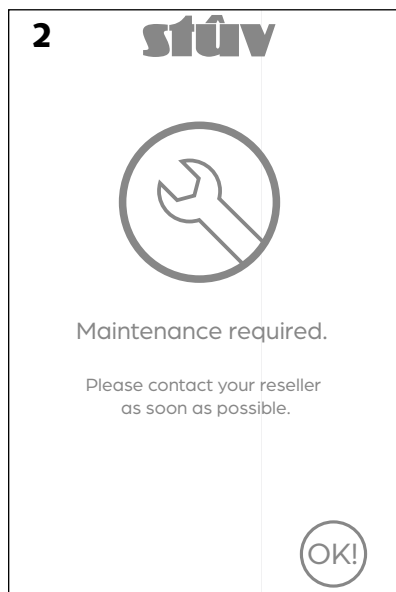 2
stûv
Maintenance required.
Please contact your reseller
as soon as possible.
OK!